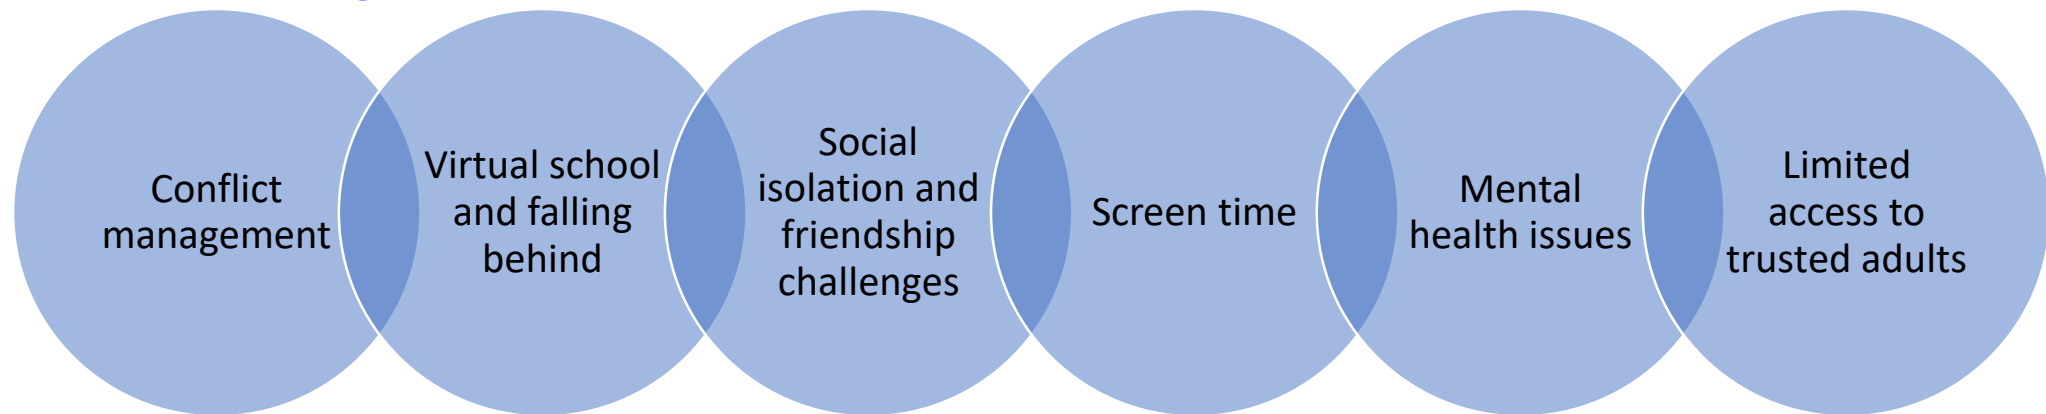 Conflict
management
Virtual school
and falling
behind
Social
isolation and
friendship
challenges
Screen time
Mental
health issues
Limited
access to
trusted adults